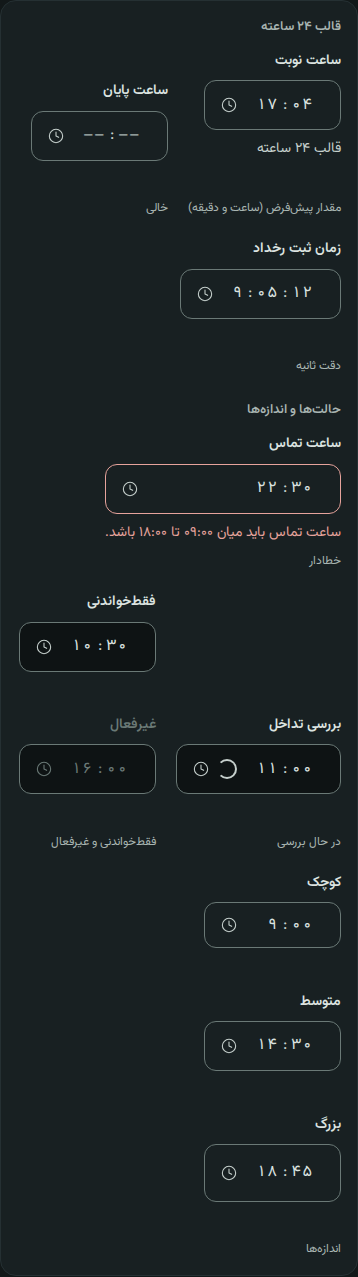 قالب ۲۴ ساعته
ساعت نوبت
۱۷:۰۴
قالب ۲۴ ساعته
ساعت پایان
−−:−−
مقدار پیش‌فرض (ساعت و دقیقه)
خالی
زمان ثبت رخداد
۹:۰۵:۱۲
دقت ثانیه
حالت‌ها و اندازه‌ها
ساعت تماس
۲۲:۳۰
ساعت تماس باید میان ۰۹:۰۰ تا ۱۸:۰۰ باشد.
خطادار
فقط‌خواندنی
۱۰:۳۰
بررسی تداخل
۱۱:۰۰
غیرفعال
۱۶:۰۰
در حال بررسی
فقط‌خواندنی و غیرفعال
کوچک
۹:۰۰
متوسط
۱۴:۳۰
بزرگ
۱۸:۴۵
اندازه‌ها